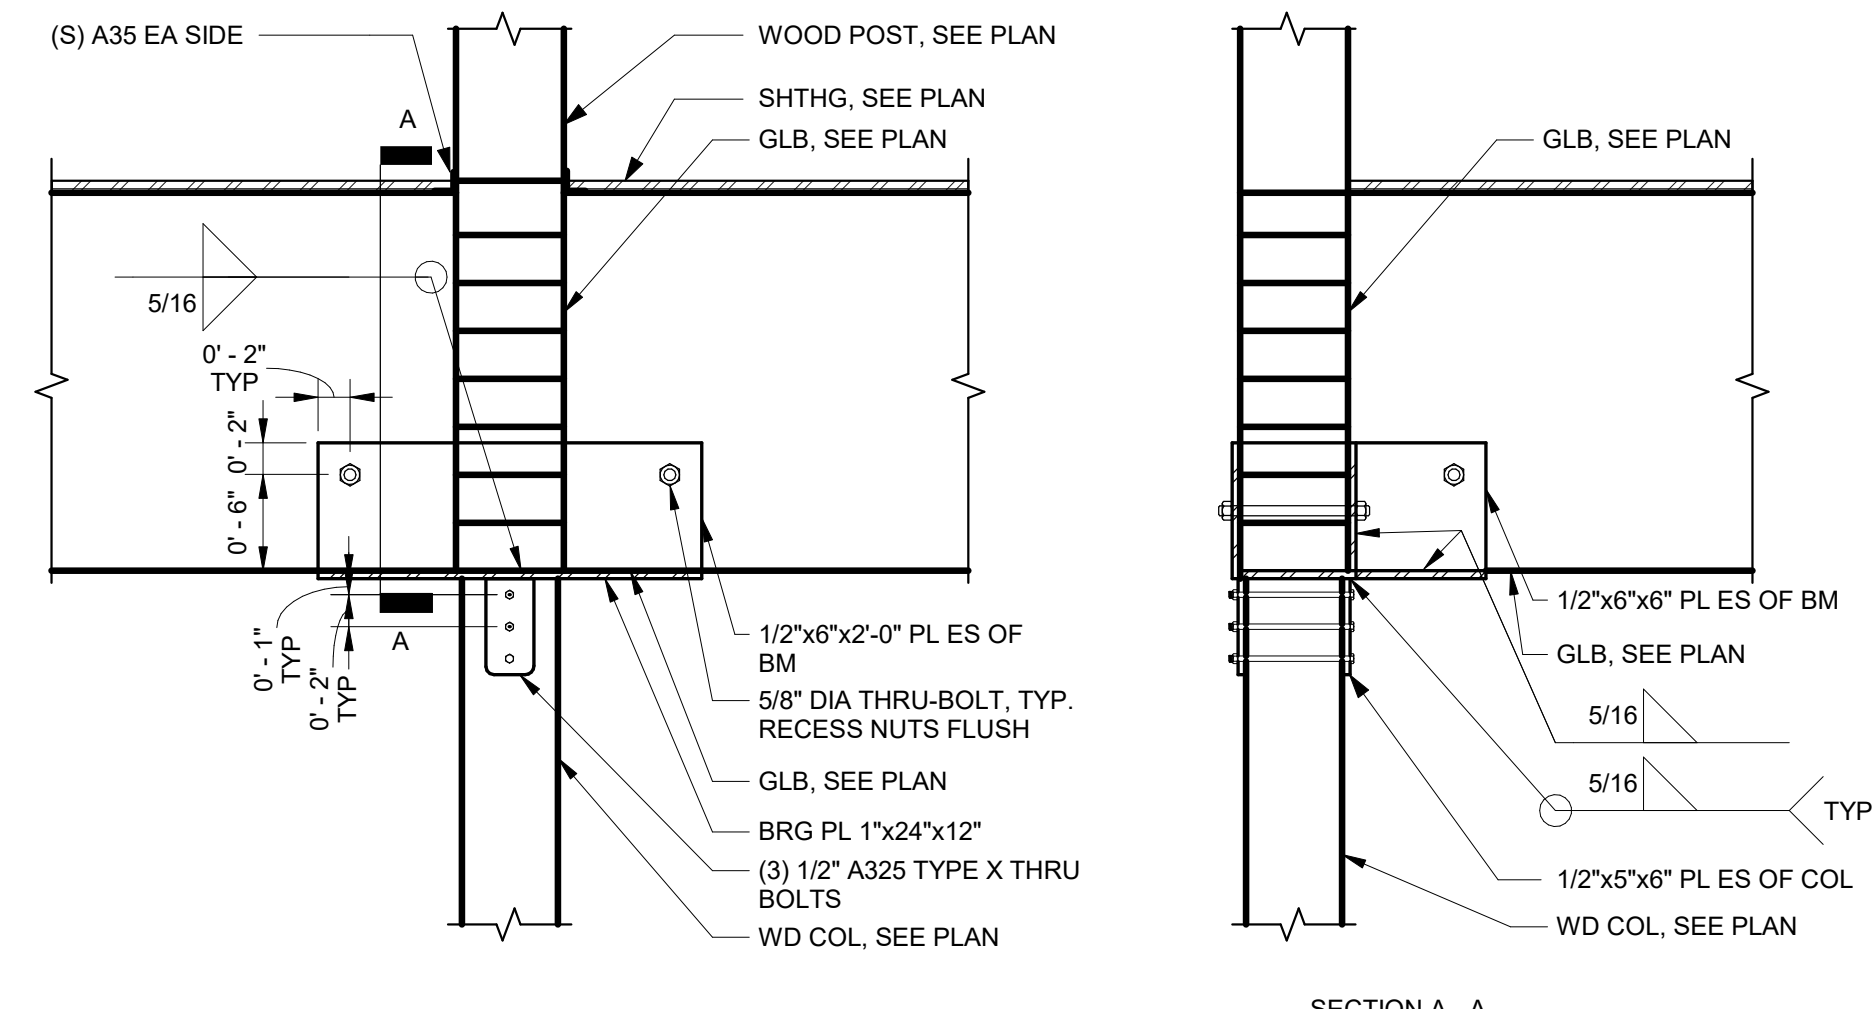 (S) A35 EA SIDE
WOOD POST, SEE PLAN
SHTHG, SEE PLAN
A
GLB, SEE PLAN
5/16
0' - 2"
TYP
0' - 2"
0' - 6"
0' - 1"
TYP
0' - 2"
TYP
A
1/2"x6"x2'-0" PL ES OF
BM
5/8" DIA THRU-BOLT, TYP.
RECESS NUTS FLUSH
GLB, SEE PLAN
BRG PL 1"x24"x12"
(3) 1/2" A325 TYPE X THRU
BOLTS
WD COL, SEE PLAN
GLB, SEE PLAN
1/2"x6"x6" PL ES OF BM
GLB, SEE PLAN
5/16
5/16
TYP
1/2"x5"x6" PL ES OF COL
WD COL, SEE PLAN
SECTION A - A